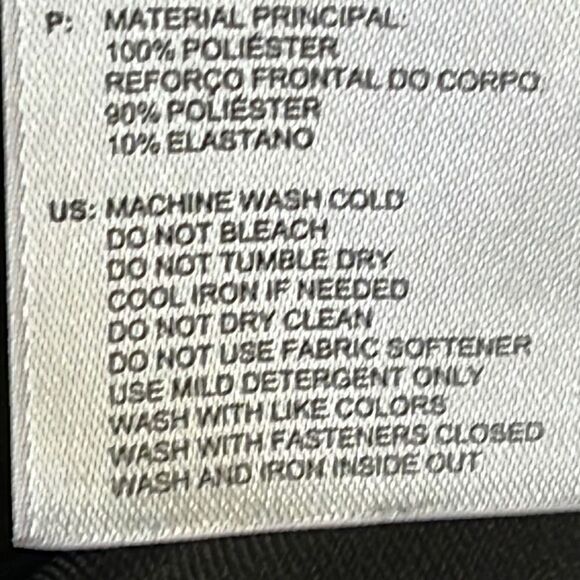 P: MATERIAL PRINCIPAL:
100% POLIÉSTER
REFORÇO FRONTAL DO CORPO
90% POLIÉSTER
10% ELASTANO
US: MACHINE WASH COLD
DO NOT BLEACH
DO NOT TUMBLE DRY
COOL IRON IF NEEDED
DO NOT DRY CLEAN
DO NOT USE FABRIC SOFTENER
USE MILD DETERGENT ONLY
WASH WITH LIKE COLORS
WASH WITH FASTENERS CLOSED
WASH AND IRON INSIDE OUT